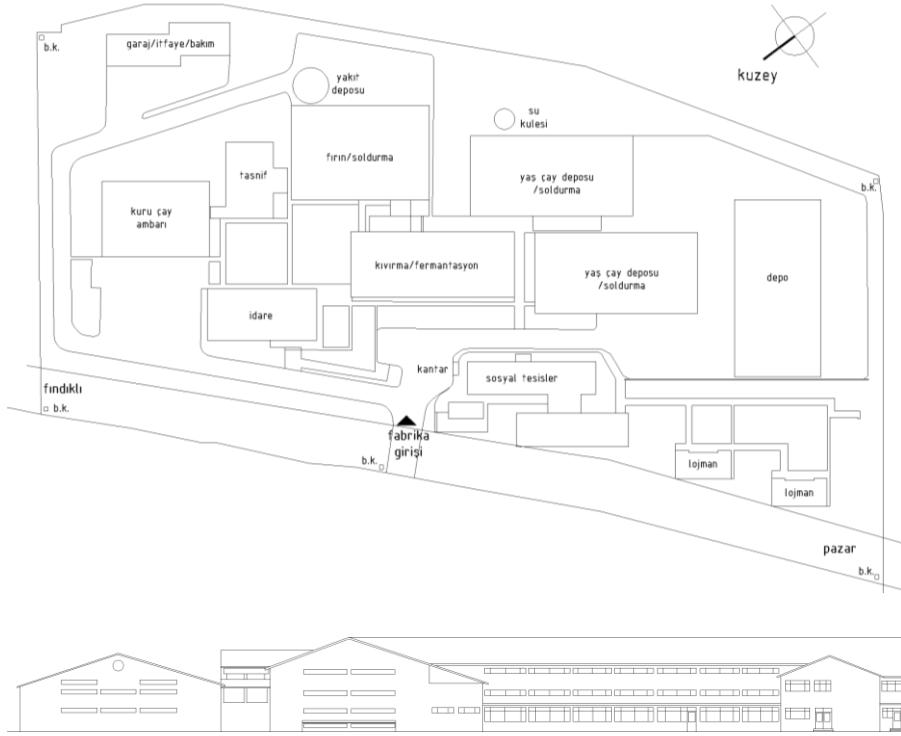 b.k.
garaj/itfaye/bakım
kuzey
yakıt
deposu
su
kulesi
fırın/soldurma
tasnif
yaş çay deposu
/soldurma
b.k.
kuru çay
ambarı
kıvırma/fermantasyon
yaş çay deposu
/soldurma
depo
idare
kantar
sosyal tesisler
fındıklı
b.k.
fabrika
girişi
b.k.
lojman
lojman
pazar
b.k.